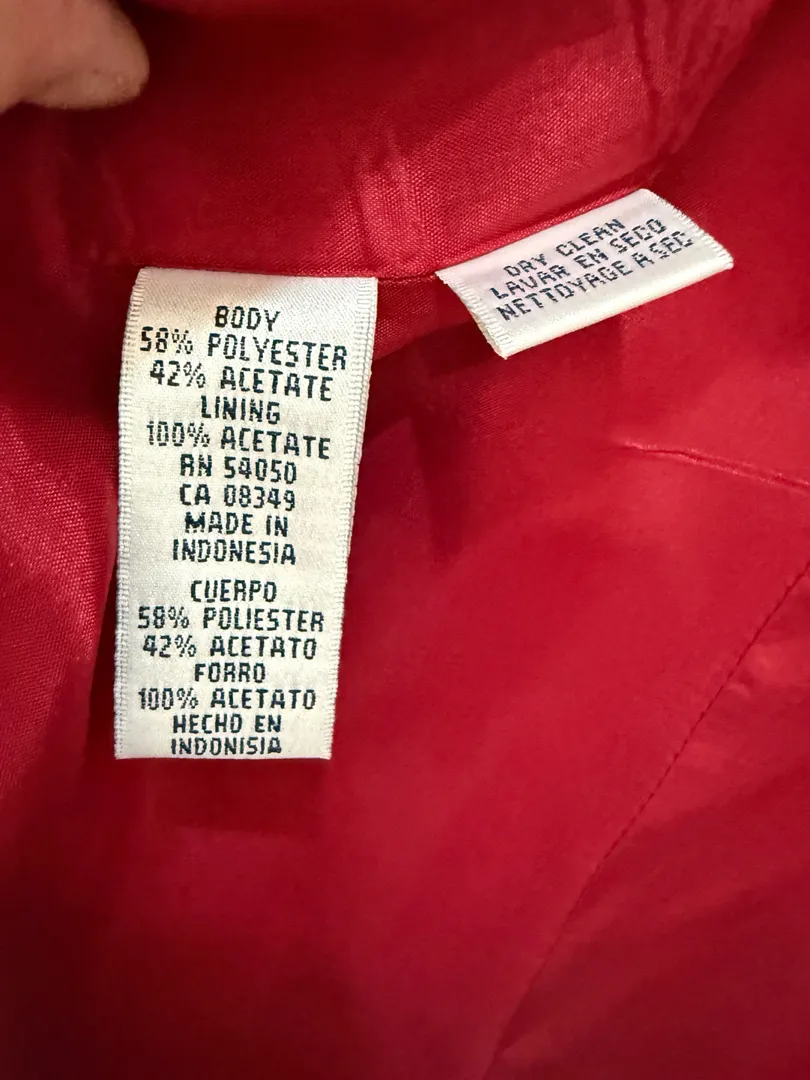 BODY
58% POLYESTER
42% ACETATE
LINING
100% ACETATE
RN 54050
CA 08349
MADE IN
INDONESIA
CUERPO
58% POLIESTER
42% ACETATO
FORRO
100% ACETATO
HECHO EN
INDONISIA
DRY CLEAN
LAVAR EN SECO
NETTOYAGE A SEC